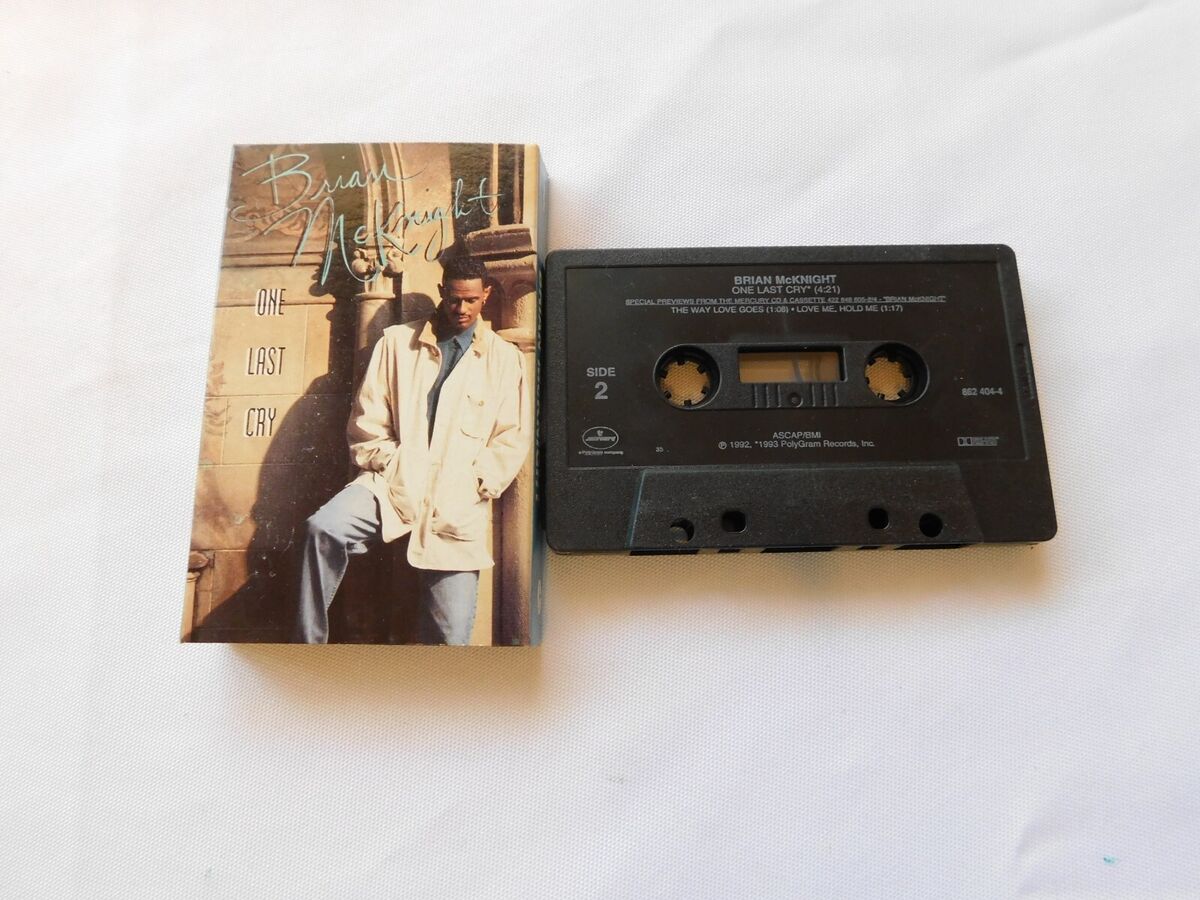 Brian
McKnight
ONE
LAST
CRY
BRIAN McKNIGHT
ONE LAST CRY* (4:21)
SPECIAL PREVIEWS FROM THE MERCURY CD & CASSETTE 422 848 605-2/4 - "BRIAN McKNIGHT"
THE WAY LOVE GOES (1:08) • LOVE ME, HOLD ME (1:17)
SIDE
2
862 404-4
ASCAP/BMI
℗ 1992, *1993 PolyGram Records, Inc.
35